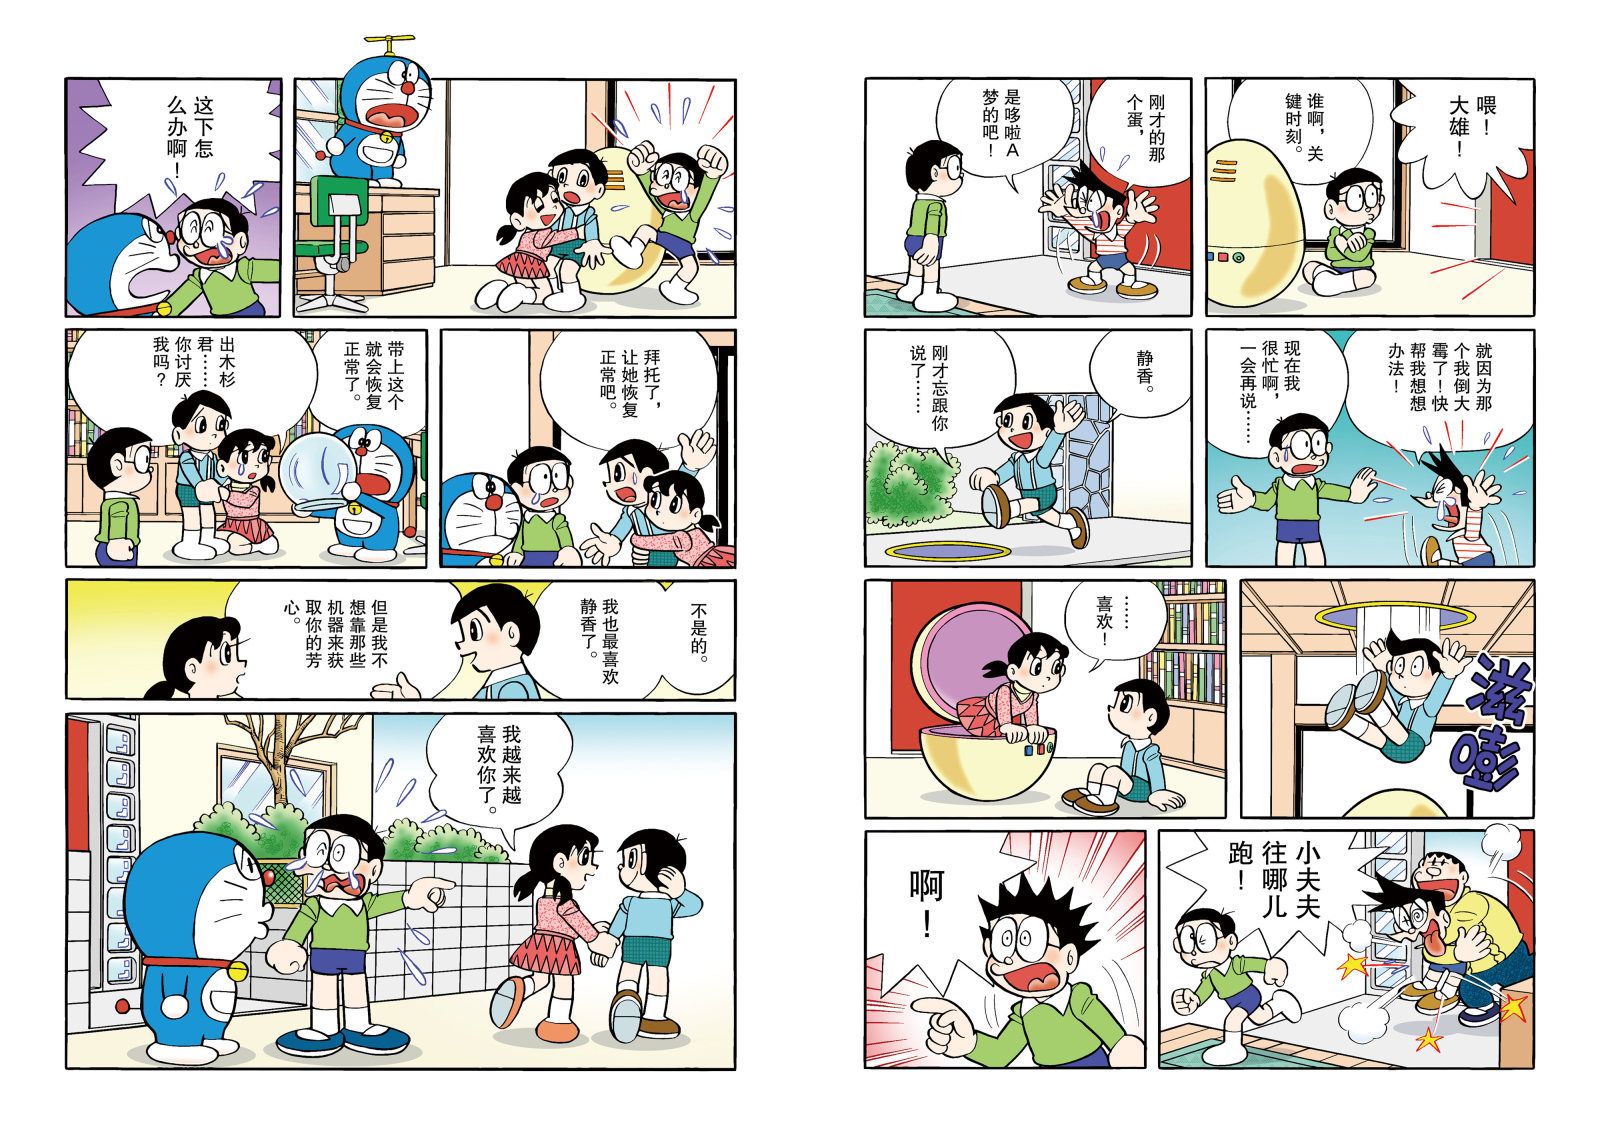 喂！
大雄！
谁啊，关
键时刻。
刚才的那
个蛋，
是哆啦A
梦的吧！
就因为那
个我倒大
霉了！快
帮我想想
办法！
现在我
很忙啊，
一会再
说……
静香。
刚才忘跟你
说了……
滋
嘭
……
喜欢！
小夫夫
往哪儿
跑！
啊！
这下怎
么办啊！
拜托了，
让她恢复
正常吧。
带上这个
就会恢复
正常了。
出木杉
君……
你讨厌
我吗？
不是的。
我也最喜欢
静香了。
但是我不
想靠那些
机器来获
取你的芳
心。
我越来越
喜欢你了。